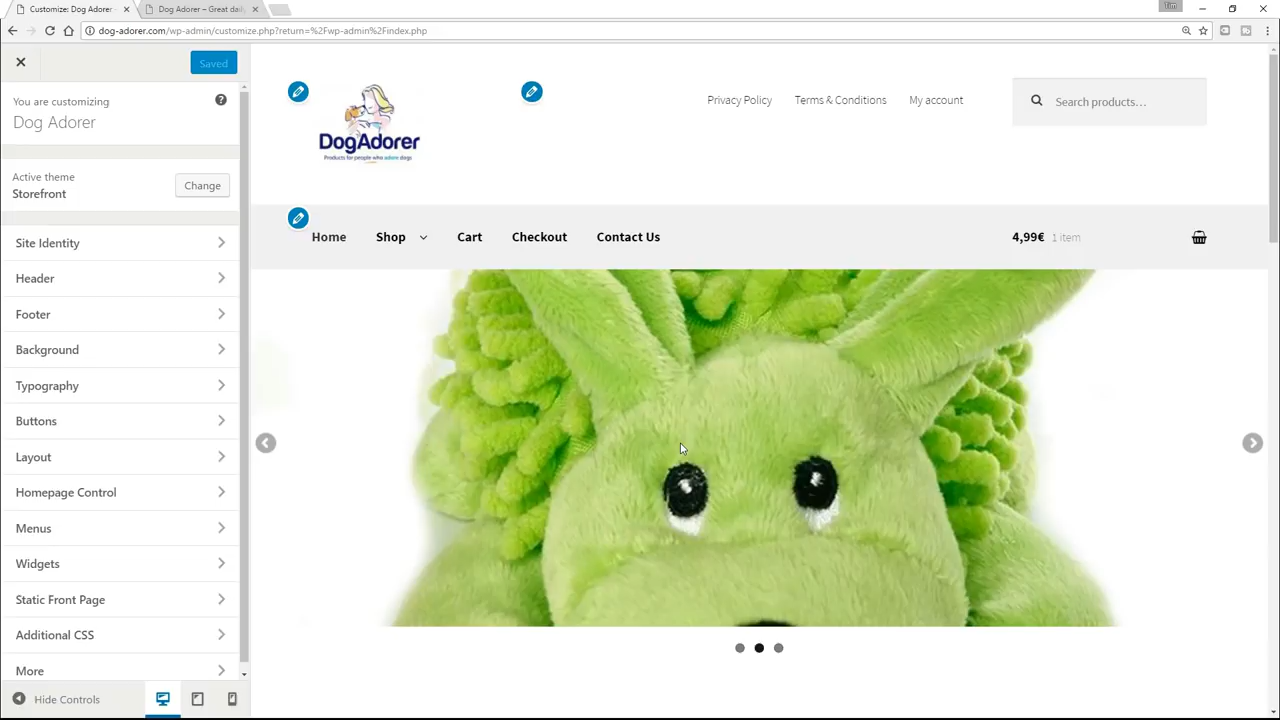 Customize: Dog Adorer
Dog Adorer – Great dail
dog-adorer.com/wp-admin/customize.php?return=%2Fwp-admin%2Findex.php
Saved
You are customizing
Dog Adorer
Active theme
Storefront
Change
Site Identity
Header
Footer
Background
Typography
Buttons
Layout
Homepage Control
Menus
Widgets
Static Front Page
Additional CSS
More
Hide Controls
DogAdorer
Products for people who adore dogs
Privacy Policy
Terms & Conditions
My account
Search products…
Home
Shop
Cart
Checkout
Contact Us
4,99€ 1 item